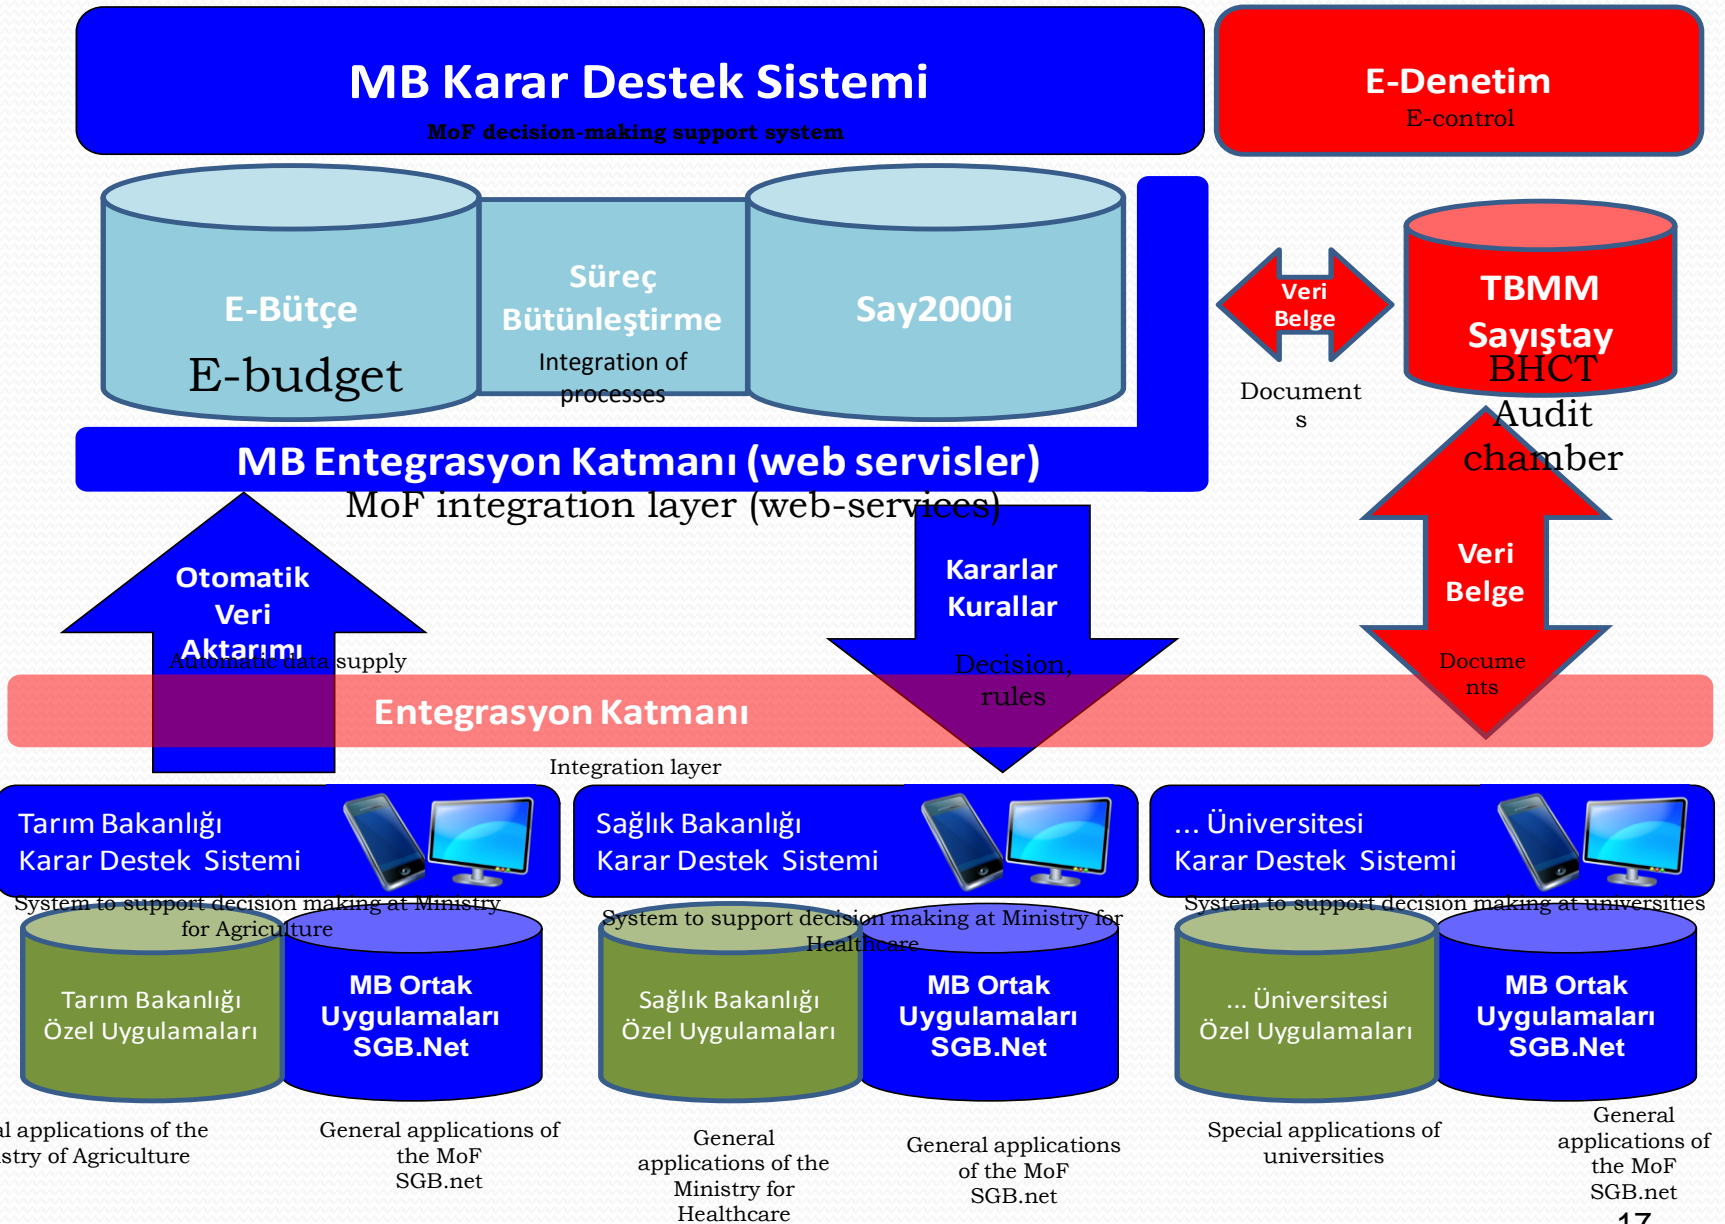 MB Karar Destek Sistemi
MoF decision-making support system
E-Denetim
E-control
E-Bütçe
E-budget
Süreç
Bütünleştirme
Integration of
processes
Say2000i
Veri
Belge
Document
s
TBMM
Sayıştay
BHCT
Audit
chamber
MB Entegrasyon Katmanı (web servisler)
MoF integration layer (web-services)
Otomatik
Veri
Aktarımı
Automatic data supply
Kararlar
Kurallar
Decision,
rules
Veri
Belge
Docume
nts
Entegrasyon Katmanı
Integration layer
Tarım Bakanlığı
Karar Destek Sistemi
System to support decision making at Ministry
for Agriculture
Sağlık Bakanlığı
Karar Destek Sistemi
System to support decision making at Ministry for
Healthcare
... Üniversitesi
Karar Destek Sistemi
System to support decision making at universities
Tarım Bakanlığı
Özel Uygulamaları
MB Ortak
Uygulamaları
SGB.Net
Sağlık Bakanlığı
Özel Uygulamaları
MB Ortak
Uygulamaları
SGB.Net
... Üniversitesi
Özel Uygulamaları
MB Ortak
Uygulamaları
SGB.Net
applications of the
of Agriculture
General applications of
the MoF
SGB.net
General
applications of the
Ministry for
Healthcare
General applications
of the MoF
SGB.net
Special applications of
universities
General
applications of
the MoF
SGB.net
17